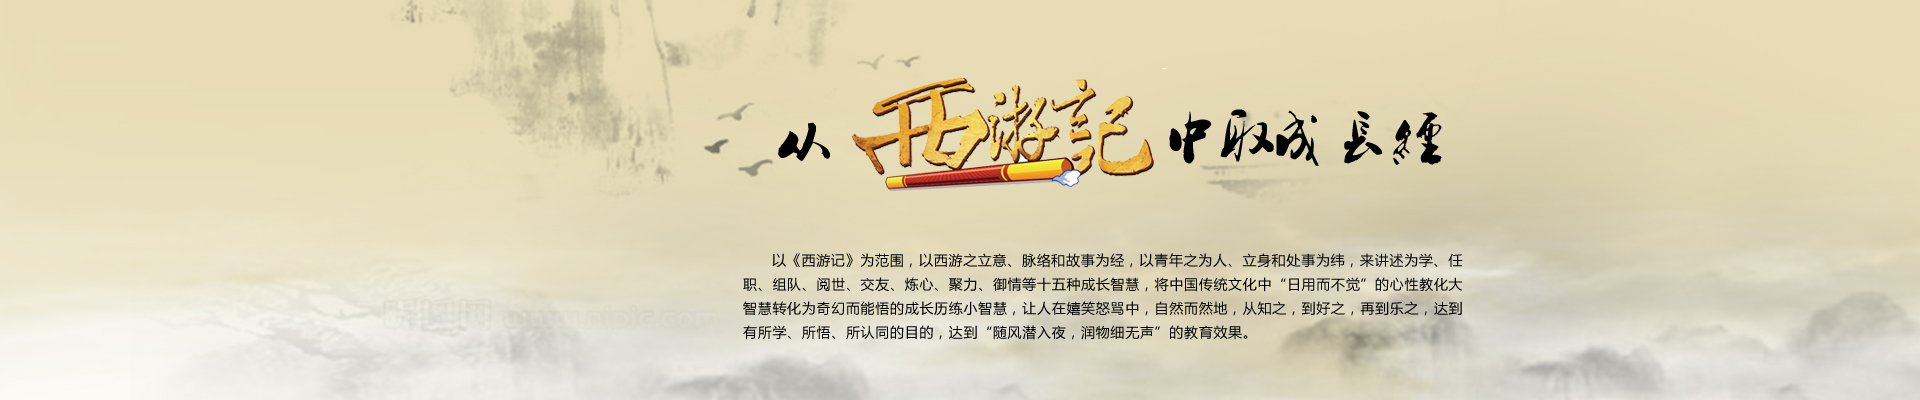 从西游記中取成長經
以《西游记》为范围，以西游之立意、脉络和故事为经，以青年之为人、立身和处事为纬，来讲述为学、任
职、组队、阅世、交友、炼心、聚力、御情等十五种成长智慧，将中国传统文化中“日用而不觉”的心性教化大
智慧转化为奇幻而能悟的成长历练小智慧，让人在嬉笑怒骂中，自然而然地，从知之，到好之，再到乐之，达到
有所学、所悟、所认同的目的，达到“随风潜入夜，润物细无声”的教育效果。